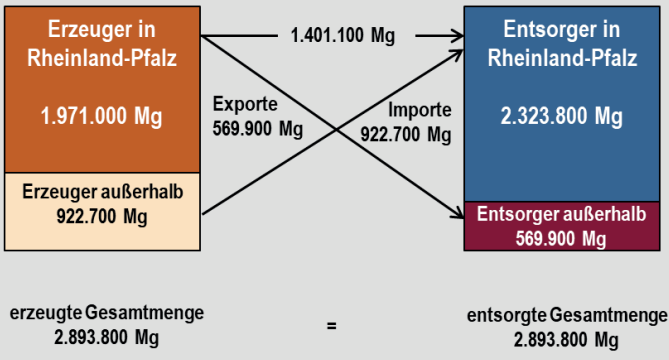 Erzeuger in
Rheinland-Pfalz
1.971.000 Mg
Erzeuger außerhalb
922.700 Mg
1.401.100 Mg
Exporte
569.900 Mg
Importe
922.700 Mg
Entsorger in
Rheinland-Pfalz
2.323.800 Mg
Entsorger außerhalb
569.900 Mg
erzeugte Gesamtmenge
2.893.800 Mg
=
entsorgte Gesamtmenge
2.893.800 Mg